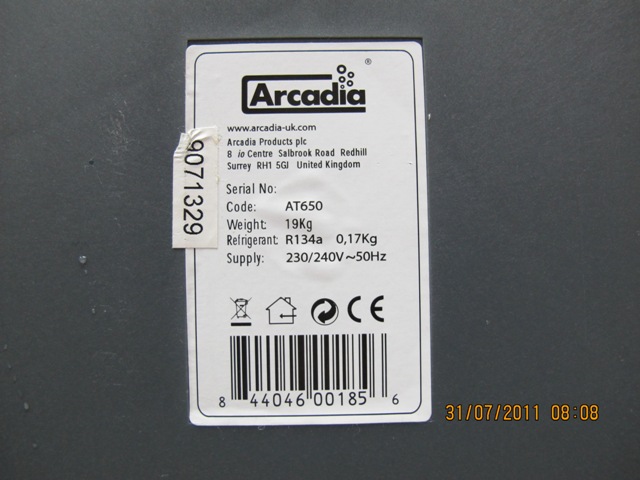 Arcadia ®
www.arcadia-uk.com
Arcadia Products plc
8 io Centre Salbrook Road Redhill
Surrey RH1 5GJ United Kingdom
Serial No:
Code: AT650
Weight: 19Kg
Refrigerant: R134a 0,17Kg
Supply: 230/240V~50Hz
CE
8 44046 00185 6
9071329
31/07/2011 08:08